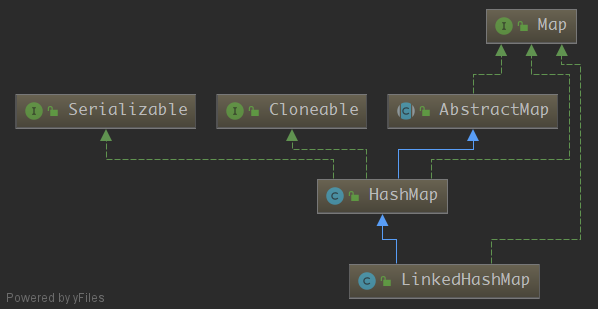 I Map
I Serializable
I Cloneable
C AbstractMap
C HashMap
C LinkedHashMap
Powered by yFiles